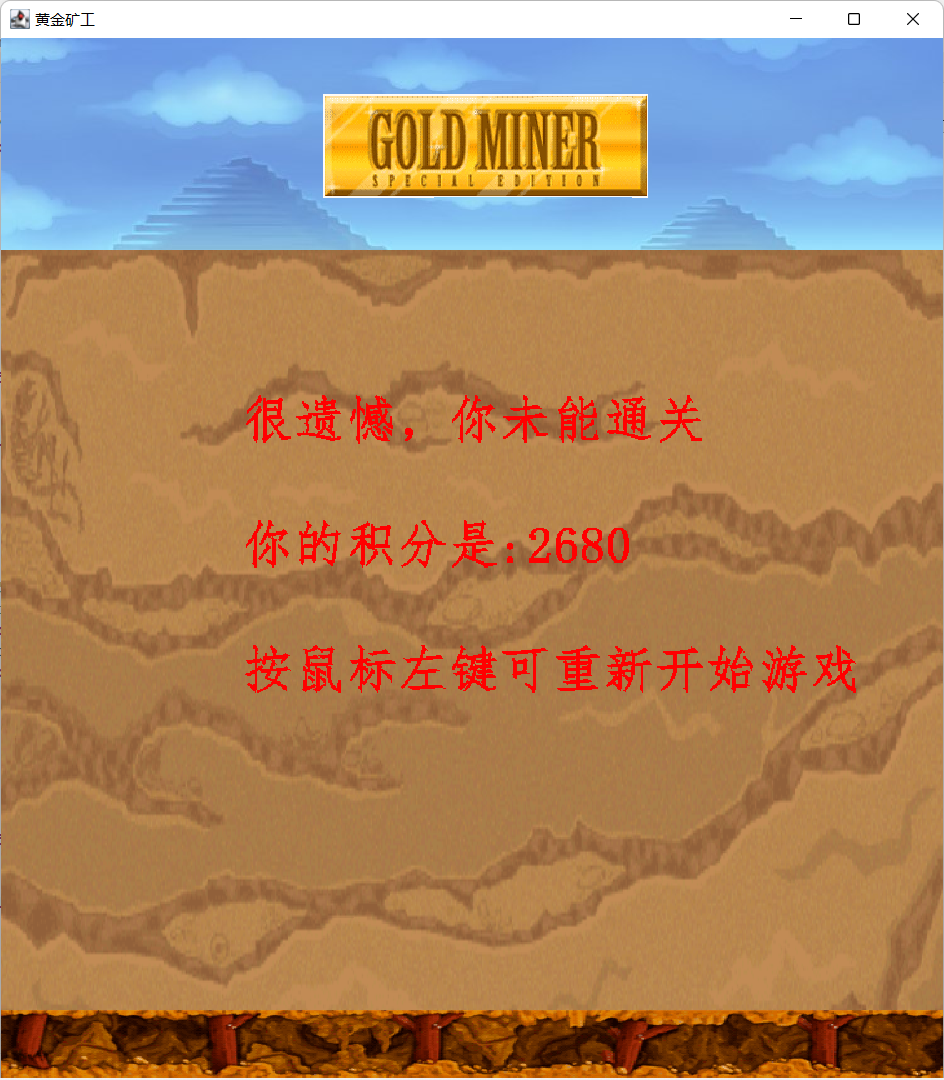 黄金矿工
GOLD MINER
SPECIAL EDITION
很遗憾，你未能通关
你的积分是:2680
按鼠标左键可重新开始游戏